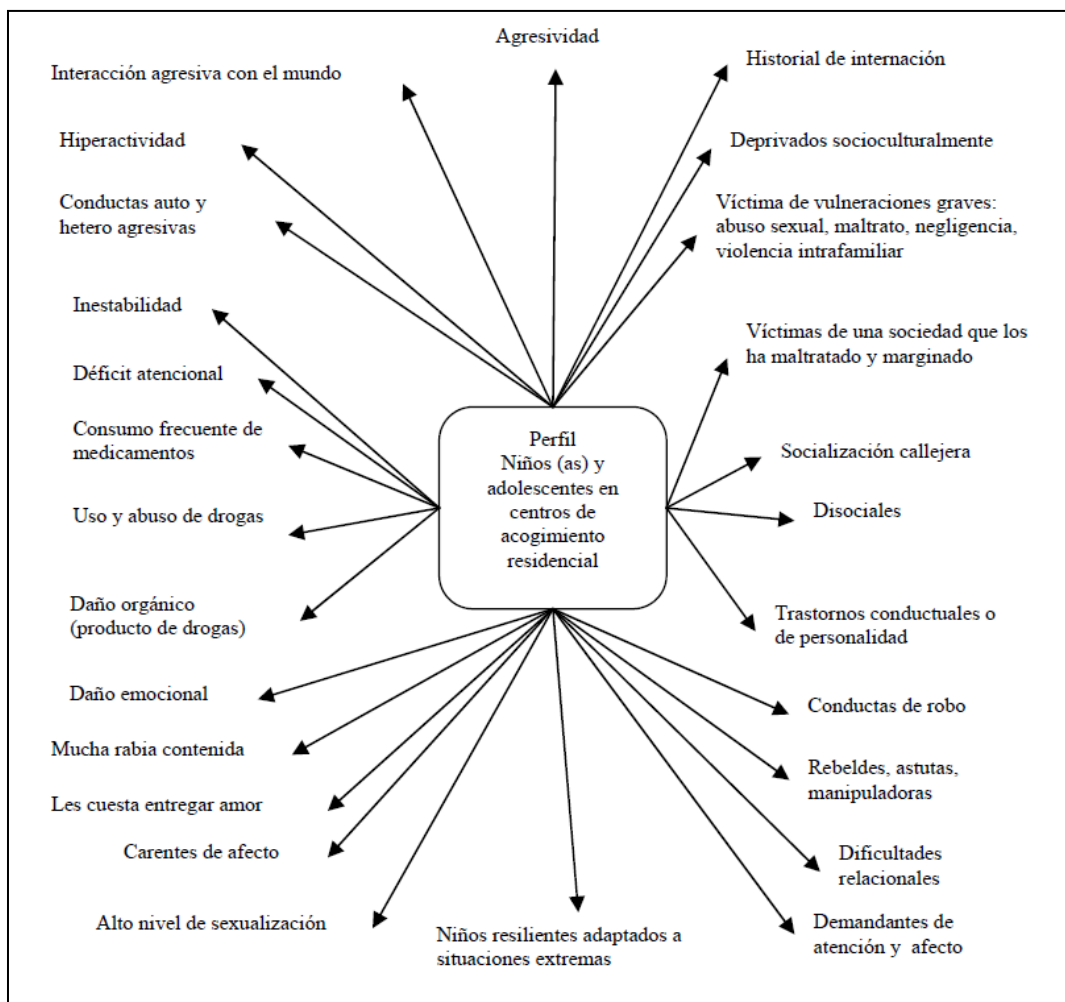 Agresividad
Interacción agresiva con el mundo
Historial de internación
Hiperactividad
Deprivados socioculturalmente
Conductas auto y
hetero agresivas
Víctima de vulneraciones graves:
abuso sexual, maltrato, negligencia,
violencia intrafamiliar
Inestabilidad
Víctimas de una sociedad que los
ha maltratado y marginado
Déficit atencional
Consumo frecuente de
medicamentos
Perfil
Niños (as) y
adolescentes en
centros de
acogimiento
residencial
Socialización callejera
Uso y abuso de drogas
Disociales
Daño orgánico
(producto de drogas)
Trastornos conductuales o
de personalidad
Daño emocional
Conductas de robo
Mucha rabia contenida
Rebeldes, astutas,
manipuladoras
Les cuesta entregar amor
Carentes de afecto
Dificultades
relacionales
Alto nivel de sexualización
Niños resilientes adaptados a
situaciones extremas
Demandantes de
atención y  afecto